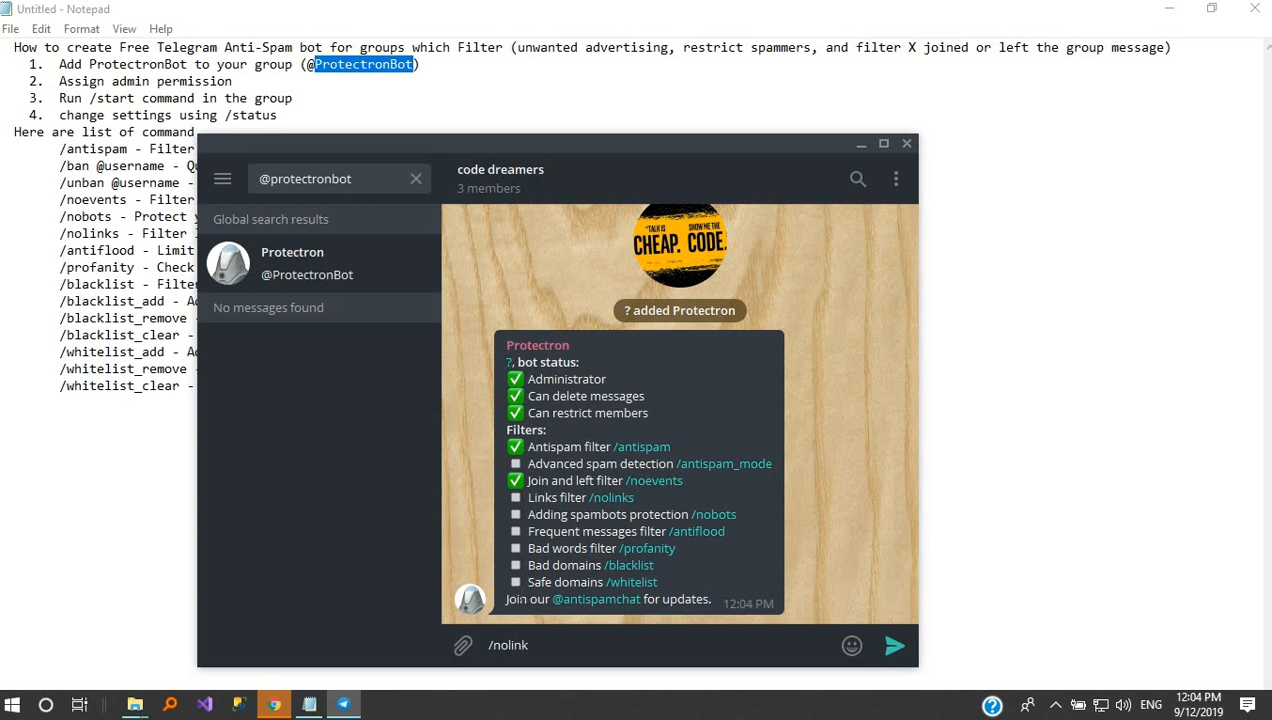 Untitled - Notepad
File Edit Format View Help
How to create Free Telegram Anti-Spam bot for groups which Filter (unwanted advertising, restrict spammers, and filter X joined or left the group message)
1. Add ProtectronBot to your group (@ProtectronBot)
2. Assign admin permission
3. Run /start command in the group
4. change settings using /status
Here are list of command
/antispam - Filter
/ban @username - Qu
/unban @username -
/noevents - Filter
/nobots - Protect y
/nolinks - Filter
/antiflood - Limit
/profanity - Check
/blacklist - Filter
/blacklist_add - Ad
/blacklist_remove -
/blacklist_clear -
/whitelist_add - Ad
/whitelist_remove -
/whitelist_clear -
@protectronbot
Global search results
Protectron
@ProtectronBot
No messages found
code dreamers
3 members
"TALK IS CHEAP.
SHOW ME THE CODE."
? added Protectron
Protectron
?, bot status:
✅ Administrator
✅ Can delete messages
✅ Can restrict members
Filters:
✅ Antispam filter /antispam
Advanced spam detection /antispam_mode
✅ Join and left filter /noevents
Links filter /nolinks
Adding spambots protection /nobots
Frequent messages filter /antiflood
Bad words filter /profanity
Bad domains /blacklist
Safe domains /whitelist
Join our @antispamchat for updates.
12:04 PM
/nolink
ENG
12:04 PM
9/12/2019